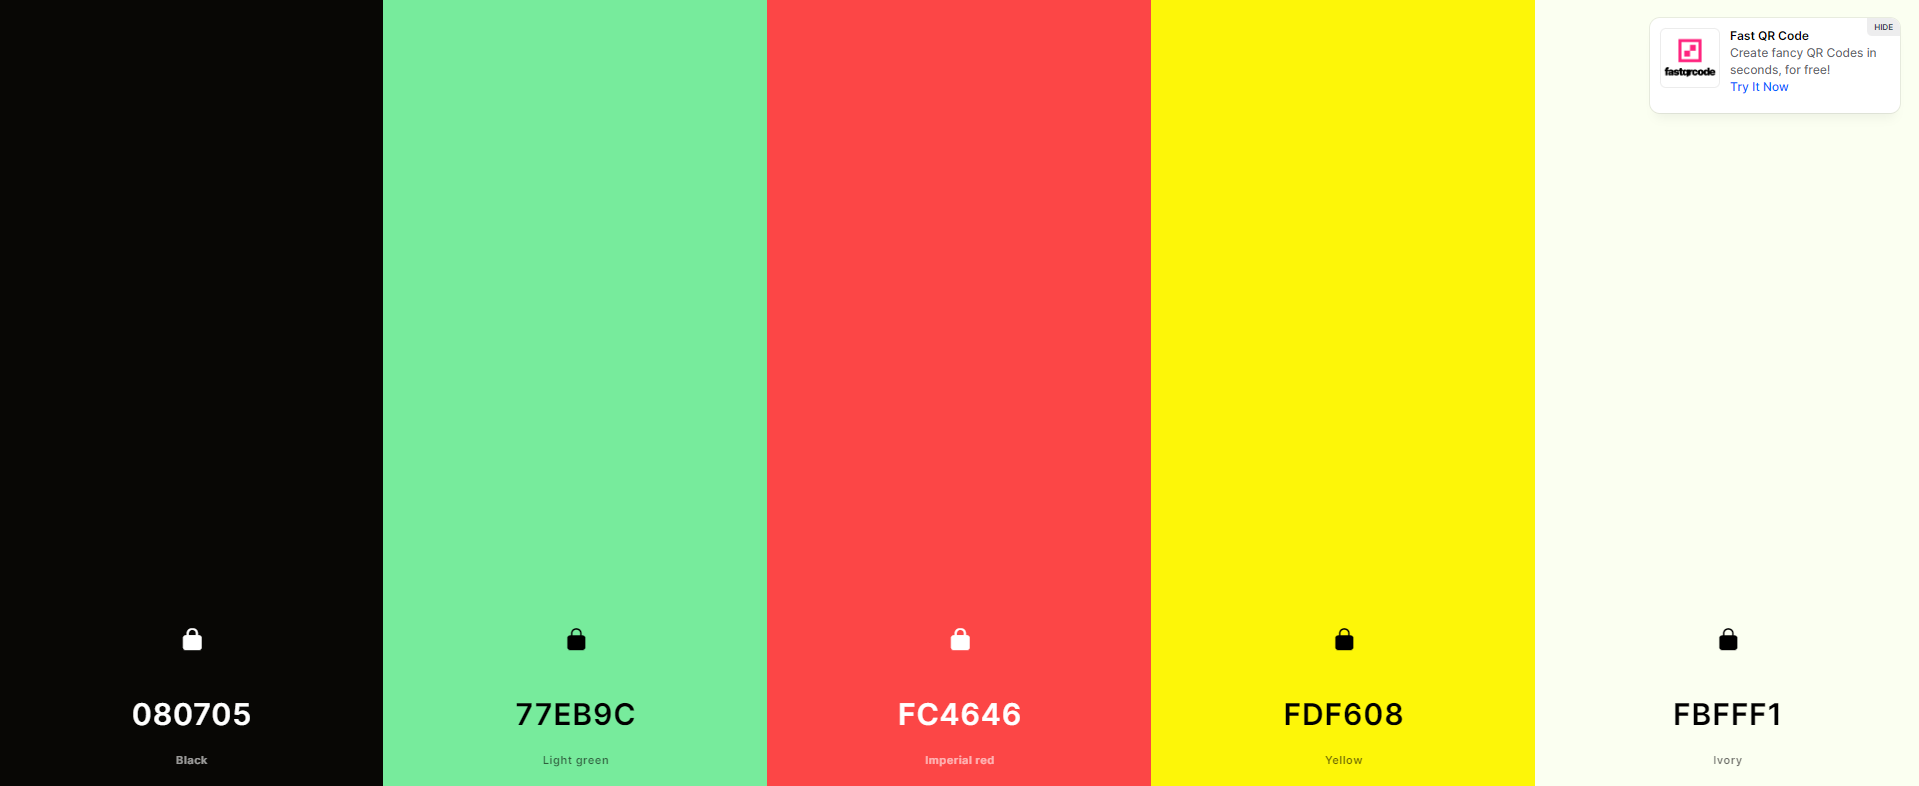 HIDE
Fast QR Code
Create fancy QR Codes in
seconds, for free!
Try It Now
fastqrcode
080705
Black
77EB9C
Light green
FC4646
Imperial red
FDF608
Yellow
FBFFF1
Ivory